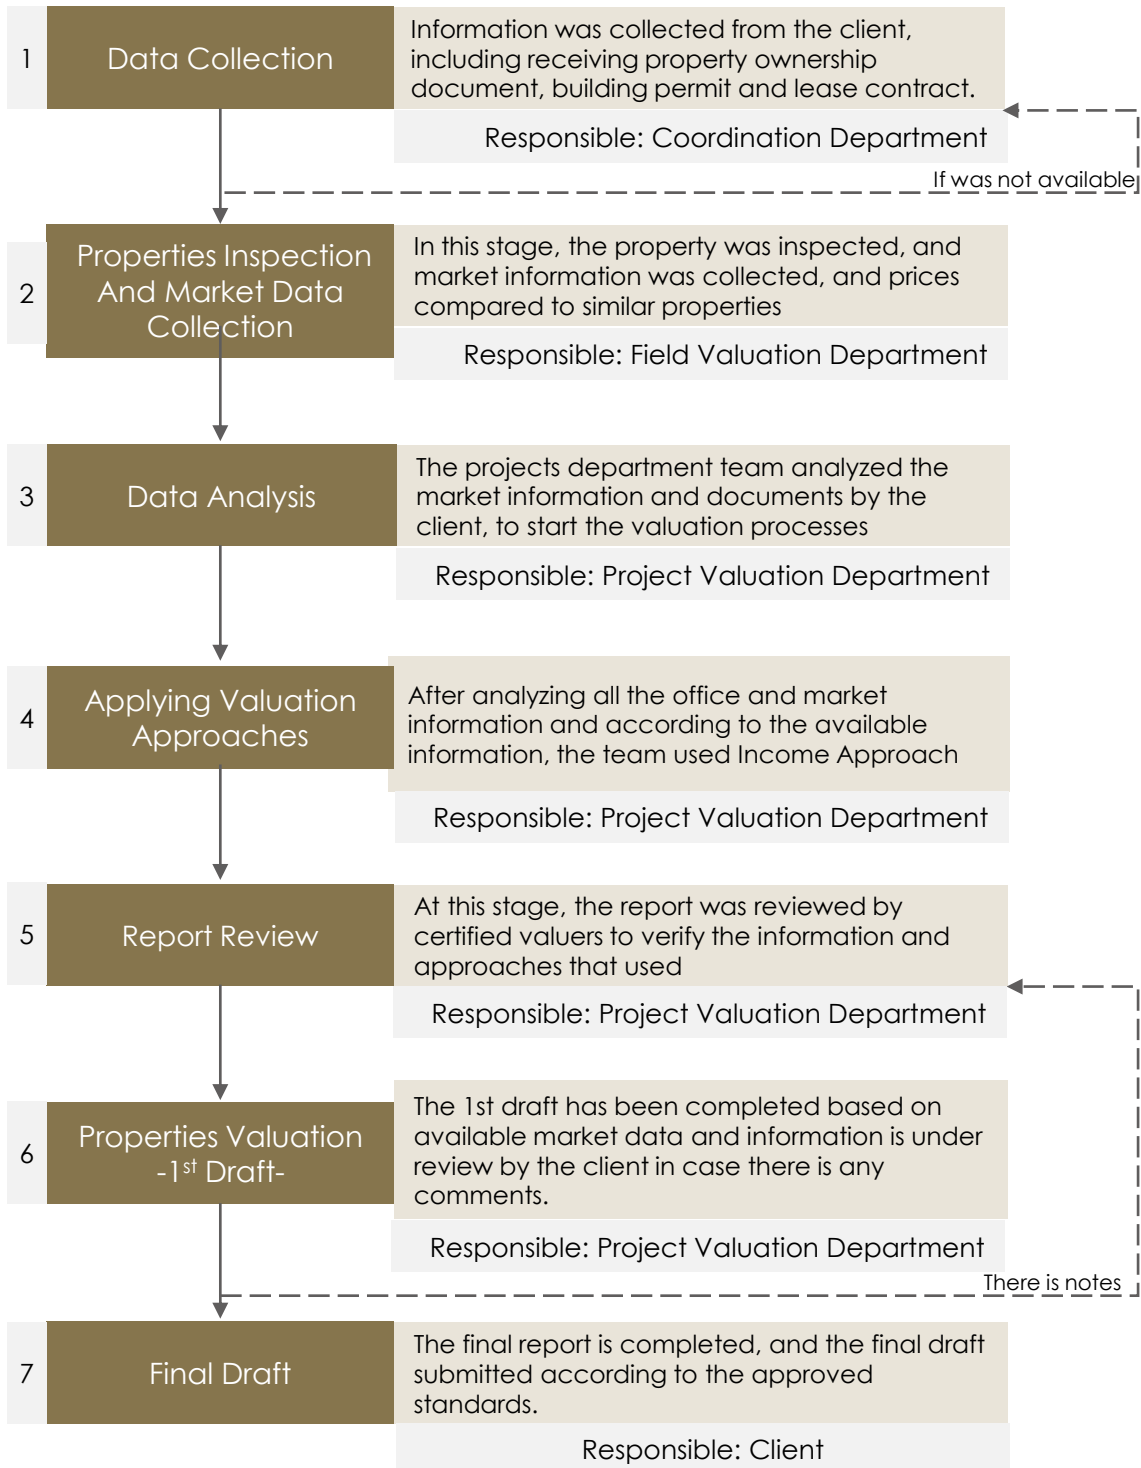 1
Data Collection
Information was collected from the client,
including receiving property ownership
document, building permit and lease contract.
Responsible: Coordination Department
If was not available
2
Properties Inspection
And Market Data
Collection
In this stage, the property was inspected, and
market information was collected, and prices
compared to similar properties
Responsible: Field Valuation Department
3
Data Analysis
The projects department team analyzed the
market information and documents by the
client, to start the valuation processes
Responsible: Project Valuation Department
4
Applying Valuation
Approaches
After analyzing all the office and market
information and according to the available
information, the team used Income Approach
Responsible: Project Valuation Department
5
Report Review
At this stage, the report was reviewed by
certified valuers to verify the information and
approaches that used
Responsible: Project Valuation Department
6
Properties Valuation
-1st Draft-
The 1st draft has been completed based on
available market data and information is under
review by the client in case there is any
comments.
Responsible: Project Valuation Department
There is notes
7
Final Draft
The final report is completed, and the final draft
submitted according to the approved
standards.
Responsible: Client